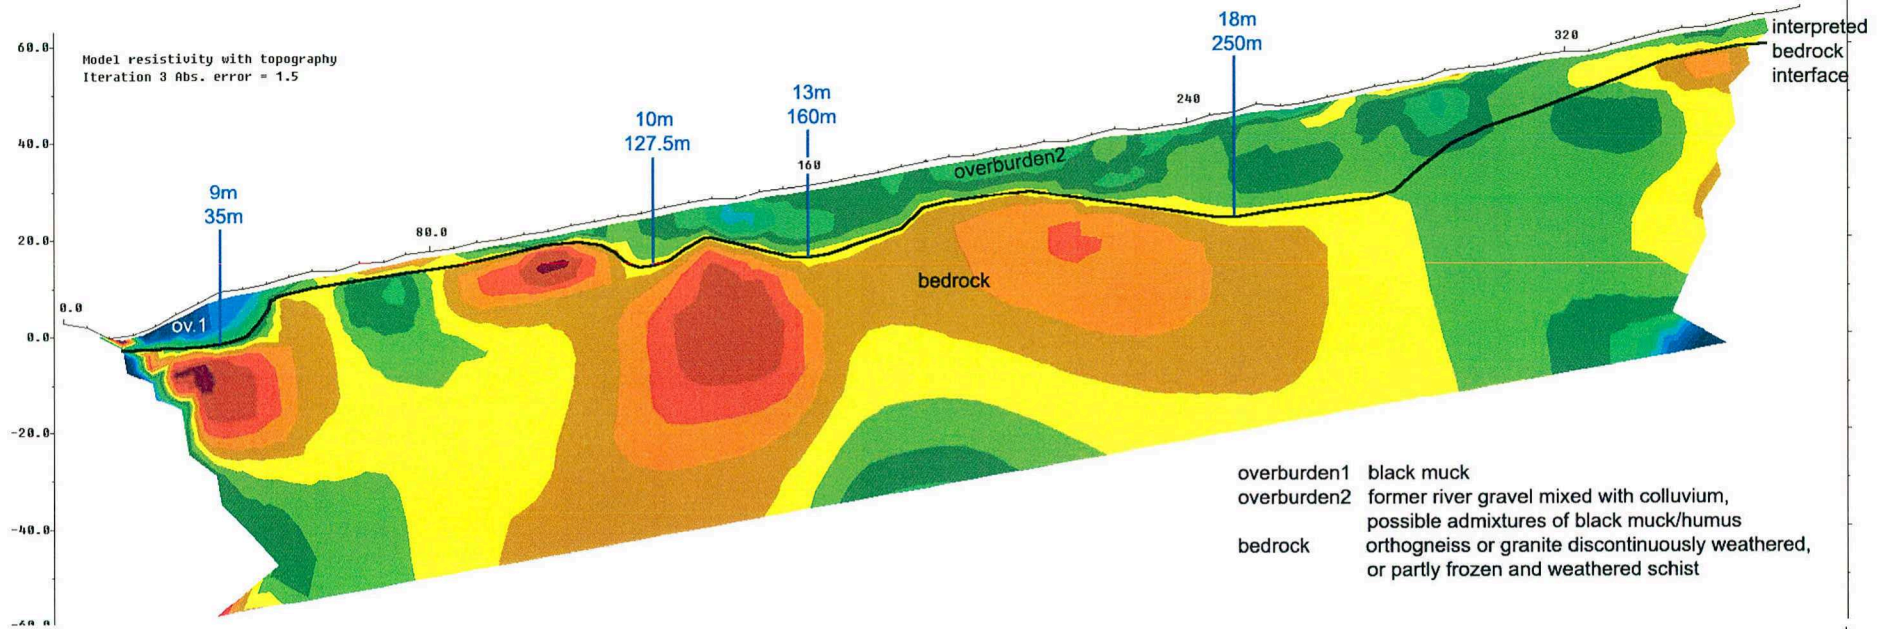 Model resistivity with topography
Iteration 3 Abs. error = 1.5
18m
250m
13m
160m
10m
127.5m
9m
35m
interpreted
bedrock
interface
0.0
80.0
160
240
320
60.0
40.0
20.0
0.0
-20.0
-40.0
-60.0
ov.1
overburden2
bedrock
overburden1 black muck
overburden2 former river gravel mixed with colluvium,
possible admixtures of black muck/humus
bedrock orthogneiss or granite discontinuously weathered,
or partly frozen and weathered schist